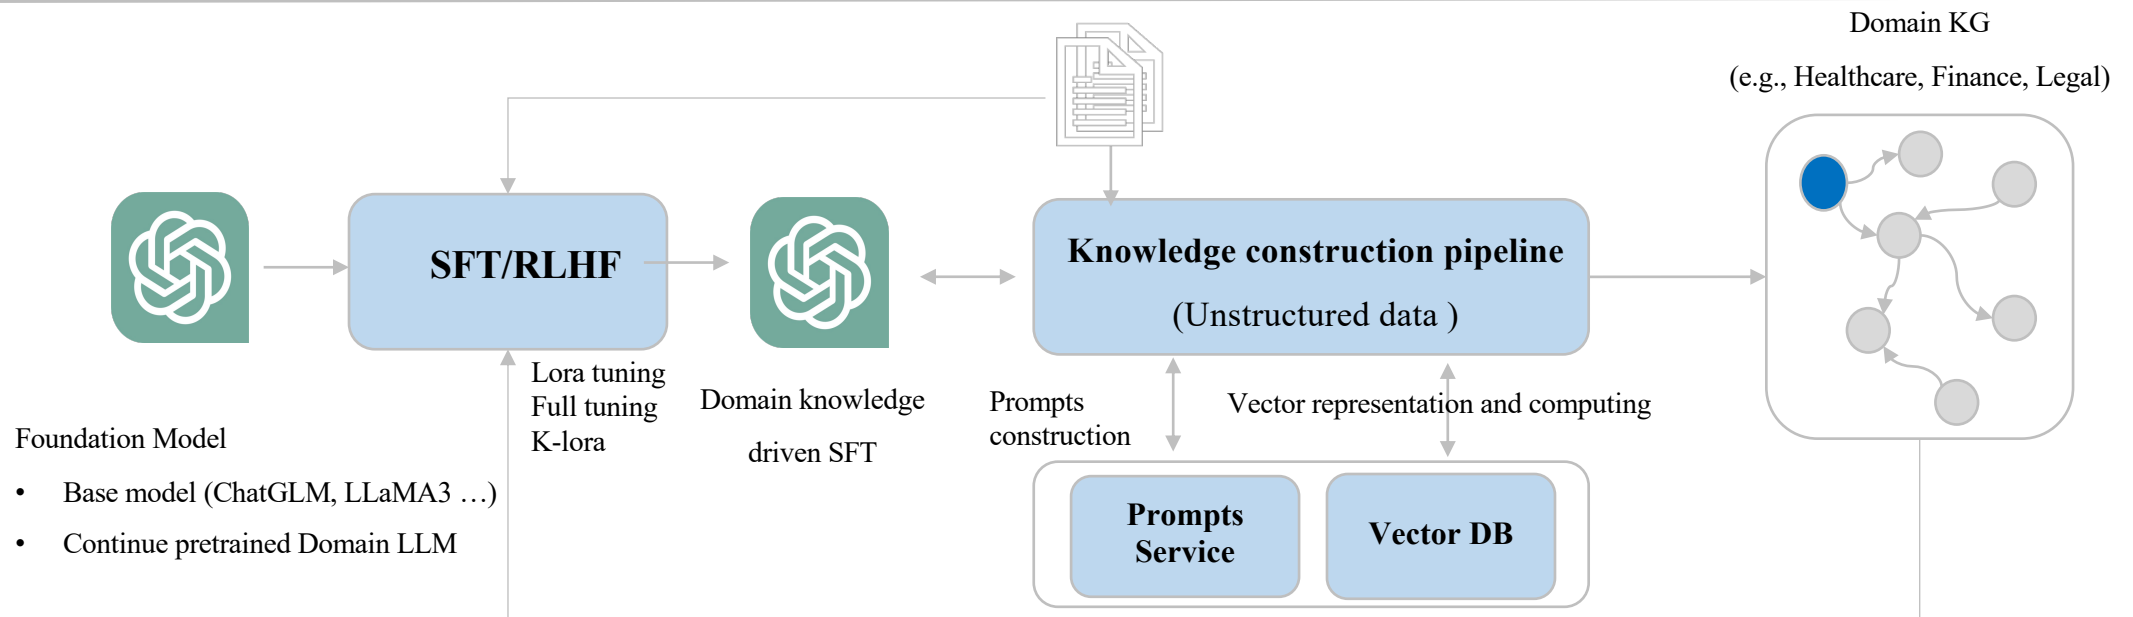 Domain KG
(e.g., Healthcare, Finance, Legal)
SFT/RLHF
Knowledge construction pipeline
(Unstructured data )
Lora tuning
Full tuning
K-lora
Domain knowledge
driven SFT
Prompts
construction
Vector representation and computing
Foundation Model
• Base model (ChatGLM, LLaMA3 …)
• Continue pretrained Domain LLM
Prompts
Service
Vector DB